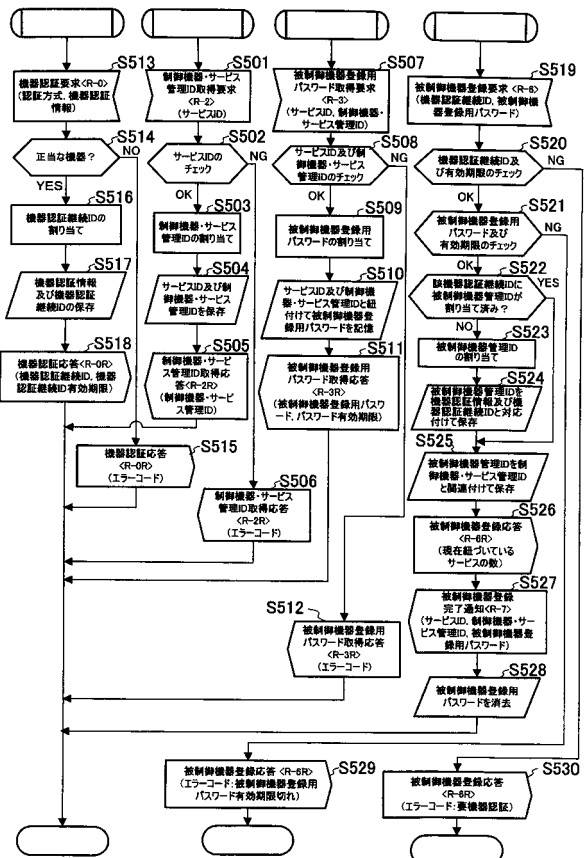 S513
機器認証要求<R-0>
(認証方式、機器認証
情報)
S514
正当な機器？
NO
YES
S516
機器認証継続IDの
割り当て
S517
機器認証情報
及び機器認証
継続IDの保存
S518
機器認証応答<R-0R>
(機器認証継続ID、機器
認証継続ID有効期限)
機器認証応答
<R-0R>
(エラーコード)
S515
S501
制御機器・サービス
管理ID取得要求
<R-2>
(サービスID)
S502
サービスIDの
チェック
NG
OK
S503
制御機器・サービス
管理IDの割り当て
S504
サービスID及び制御
機器・サービス
管理IDを保存
S505
制御機器・サービ
ス管理ID取得応
答<R-2R>
(制御機器・サービ
ス管理ID)
S506
制御機器・サービス
管理ID取得応答
<R-2R>
(エラーコード)
S507
被制御機器登録用
パスワード取得要求
<R-3>
(サービスID、制御機器・
サービス管理ID)
S508
サービスID及び制御
機器・サービス
管理IDのチェック
NG
OK
S509
被制御機器登録用
パスワードの割り当て
S510
サービスID及び制御機
器・サービス管理IDと紐
付けて被制御機器登
録用パスワードを記憶
S511
被制御機器登録用
パスワード取得応答
<R-3R>
(被制御機器登録用パスワ
ード、パスワード有効期限)
S512
被制御機器登録用
パスワード取得応答
<R-3R>
(エラーコード)
S519
被制御機器登録要求 <R-6>
(機器認証継続ID、被制御
機器登録用パスワード)
S520
機器認証継続ID及
び有効期限のチェック
NG
OK
S521
被制御機器登録用
パスワード及び
有効期限のチェック
NG
OK
S522
該機器認証継続IDに
被制御機器管理IDが
割り当て済み？
YES
NO
S523
被制御機器管理ID
の割り当て
S524
被制御機器管理IDを
機器認証情報及び機
器認証継続IDと対応
付けて保存
S525
被制御機器管理IDを制
御機器・サービス管理ID
と関連付けて保存
S526
被制御機器登録応答
<R-6R>
(現在紐づいている
サービスの数)
S527
被制御機器登録
完了通知<R-7>
(サービスID、制御機器・サー
ビス管理ID、被制御機器登
録用パスワード)
S528
被制御機器登録用
パスワードを消去
S529
被制御機器登録応答 <R-6R>
(エラーコード:被制御機器登録用
パスワード有効期限切れ)
S530
被制御機器登録応答
<R-6R>
(エラーコード:要機器認証)